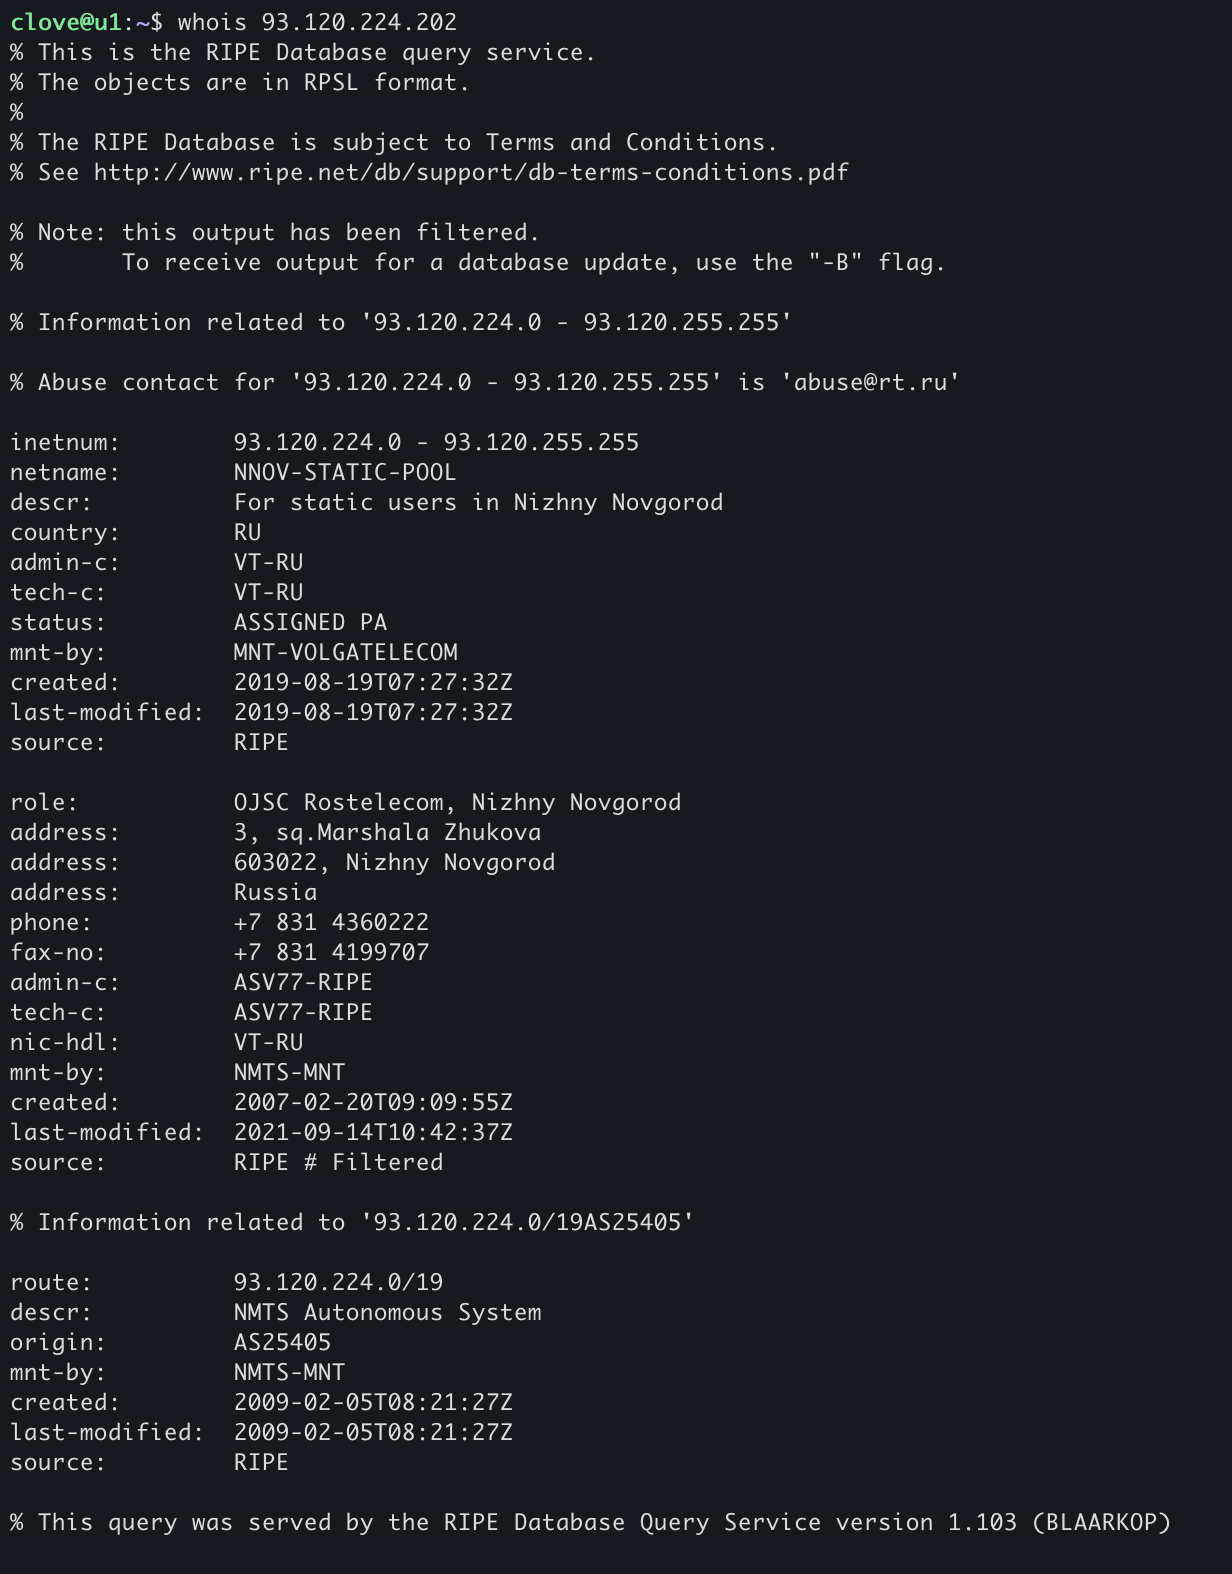 clove@u1:~$ whois 93.120.224.202
% This is the RIPE Database query service.
% The objects are in RPSL format.
%
% The RIPE Database is subject to Terms and Conditions.
% See http://www.ripe.net/db/support/db-terms-conditions.pdf

% Note: this output has been filtered.
%       To receive output for a database update, use the "-B" flag.

% Information related to '93.120.224.0 - 93.120.255.255'

% Abuse contact for '93.120.224.0 - 93.120.255.255' is 'abuse@rt.ru'

inetnum:        93.120.224.0 - 93.120.255.255
netname:        NNOV-STATIC-POOL
descr:          For static users in Nizhny Novgorod
country:        RU
admin-c:        VT-RU
tech-c:         VT-RU
status:         ASSIGNED PA
mnt-by:         MNT-VOLGATELECOM
created:        2019-08-19T07:27:32Z
last-modified:  2019-08-19T07:27:32Z
source:         RIPE

role:           OJSC Rostelecom, Nizhny Novgorod
address:        3, sq.Marshala Zhukova
address:        603022, Nizhny Novgorod
address:        Russia
phone:          +7 831 4360222
fax-no:         +7 831 4199707
admin-c:        ASV77-RIPE
tech-c:         ASV77-RIPE
nic-hdl:        VT-RU
mnt-by:         NMTS-MNT
created:        2007-02-20T09:09:55Z
last-modified:  2021-09-14T10:42:37Z
source:         RIPE # Filtered

% Information related to '93.120.224.0/19AS25405'

route:          93.120.224.0/19
descr:          NMTS Autonomous System
origin:         AS25405
mnt-by:         NMTS-MNT
created:        2009-02-05T08:21:27Z
last-modified:  2009-02-05T08:21:27Z
source:         RIPE

% This query was served by the RIPE Database Query Service version 1.103 (BLAARKOP)